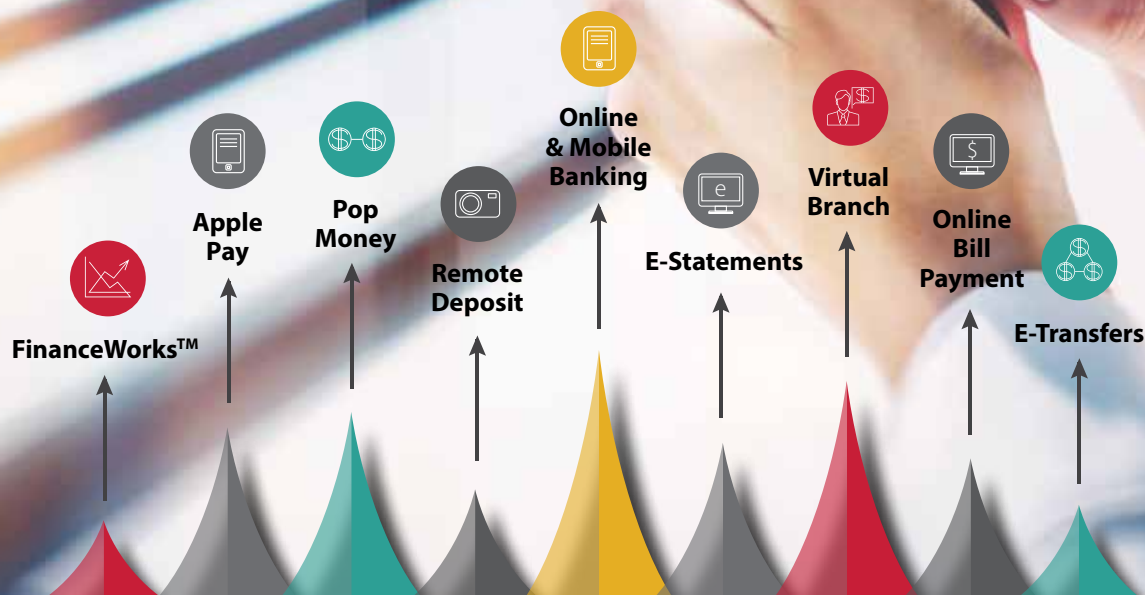 FinanceWorks™
Apple
Pay
Pop
Money
Remote
Deposit
Online
& Mobile
Banking
E-Statements
Virtual
Branch
Online
Bill
Payment
E-Transfers
$
$
e
$
$
$
$
$